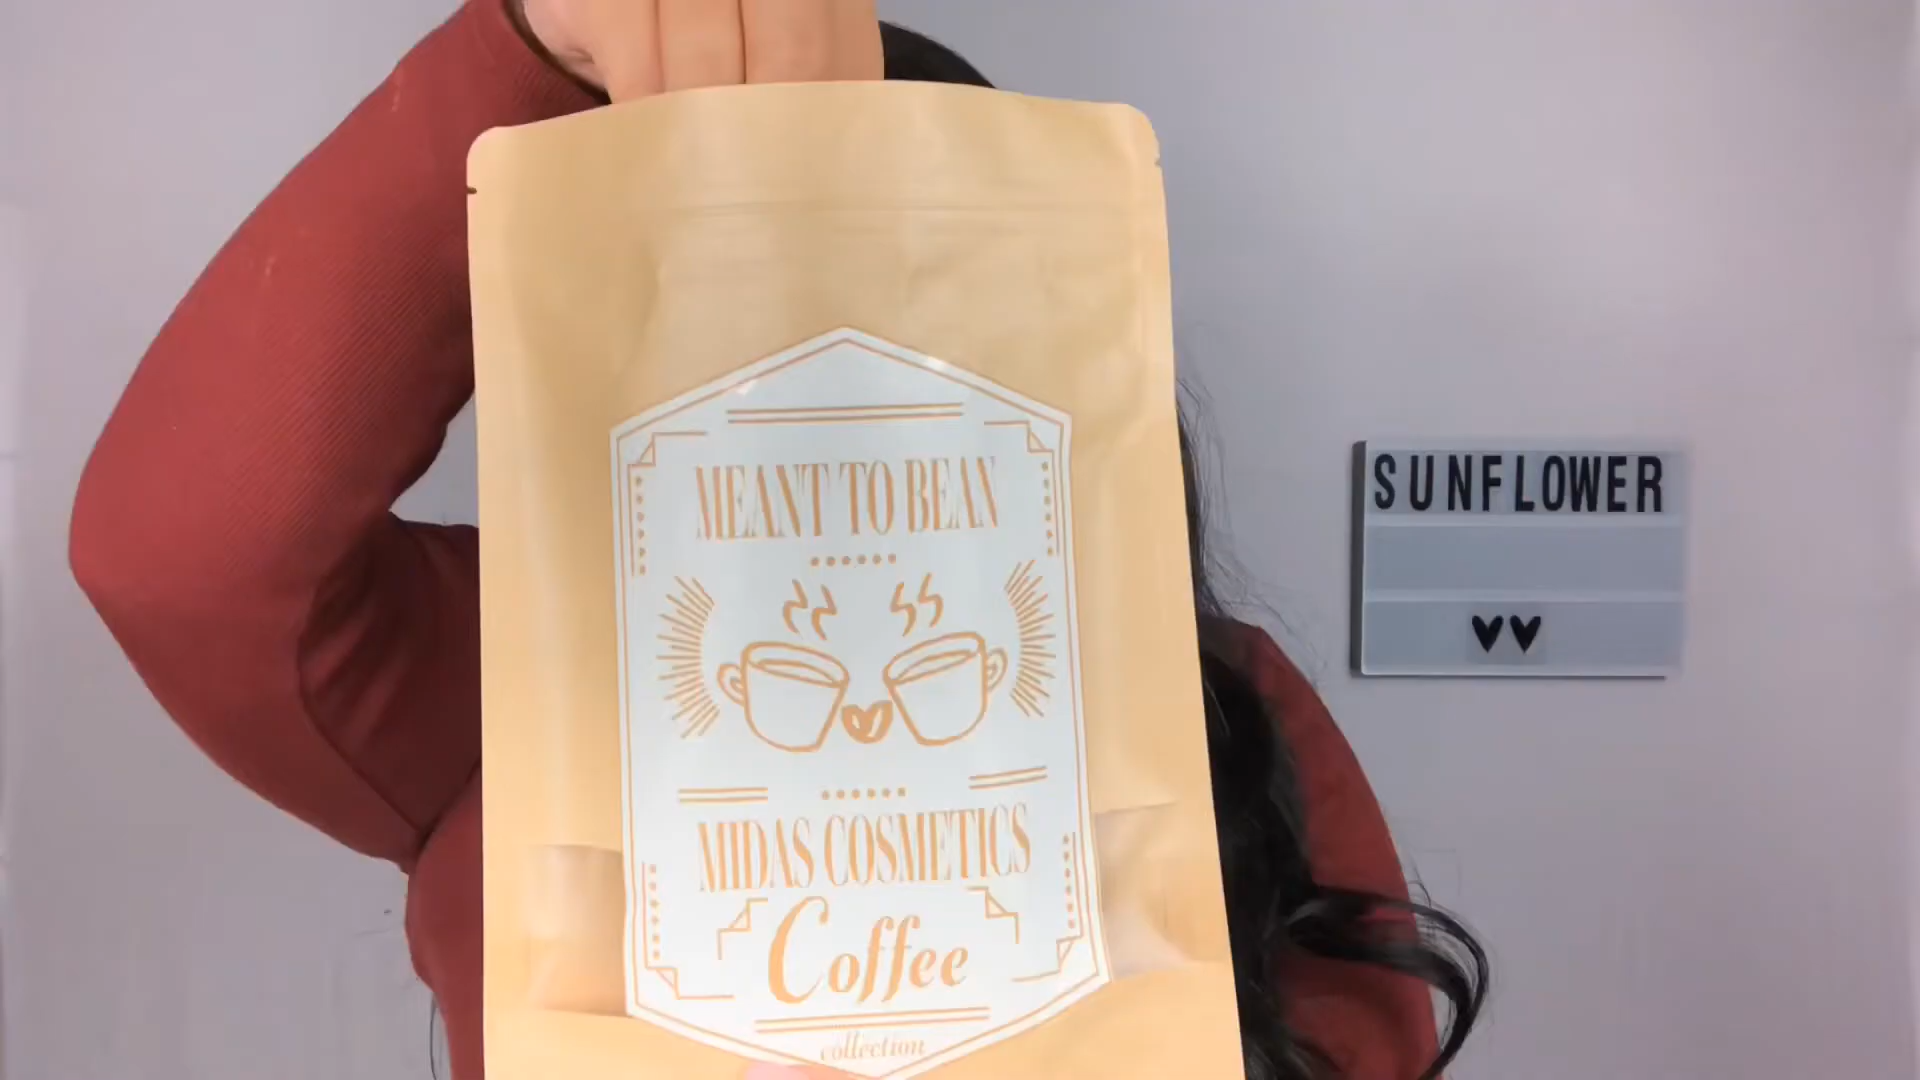 MEANT TO BEAN
MIDAS COSMETICS
Coffee
collection
SUNFLOWER